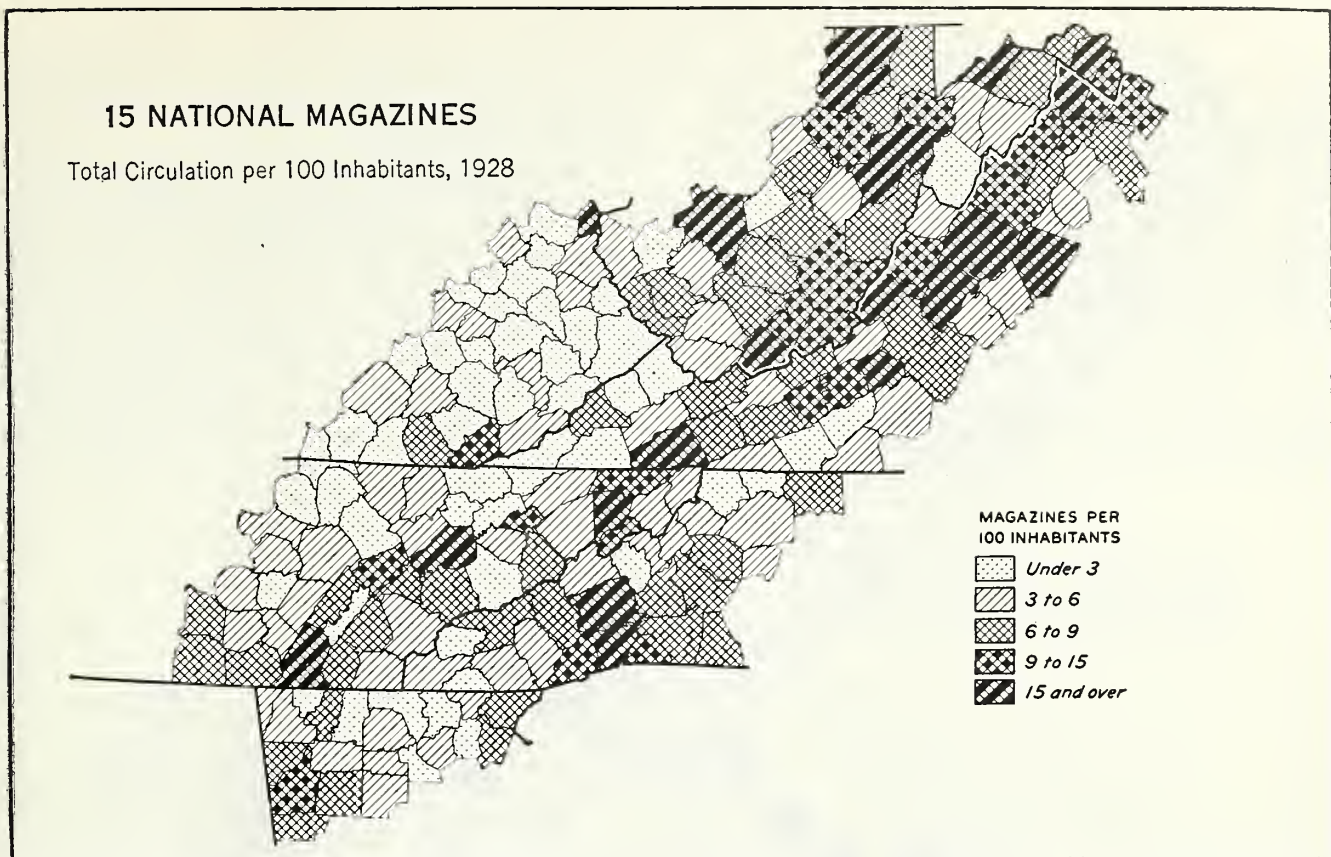 15 NATIONAL MAGAZINES
Total Circulation per 100 Inhabitants, 1928
MAGAZINES PER
100 INHABITANTS
Under 3
3 to 6
6 to 9
9 to 15
15 and over